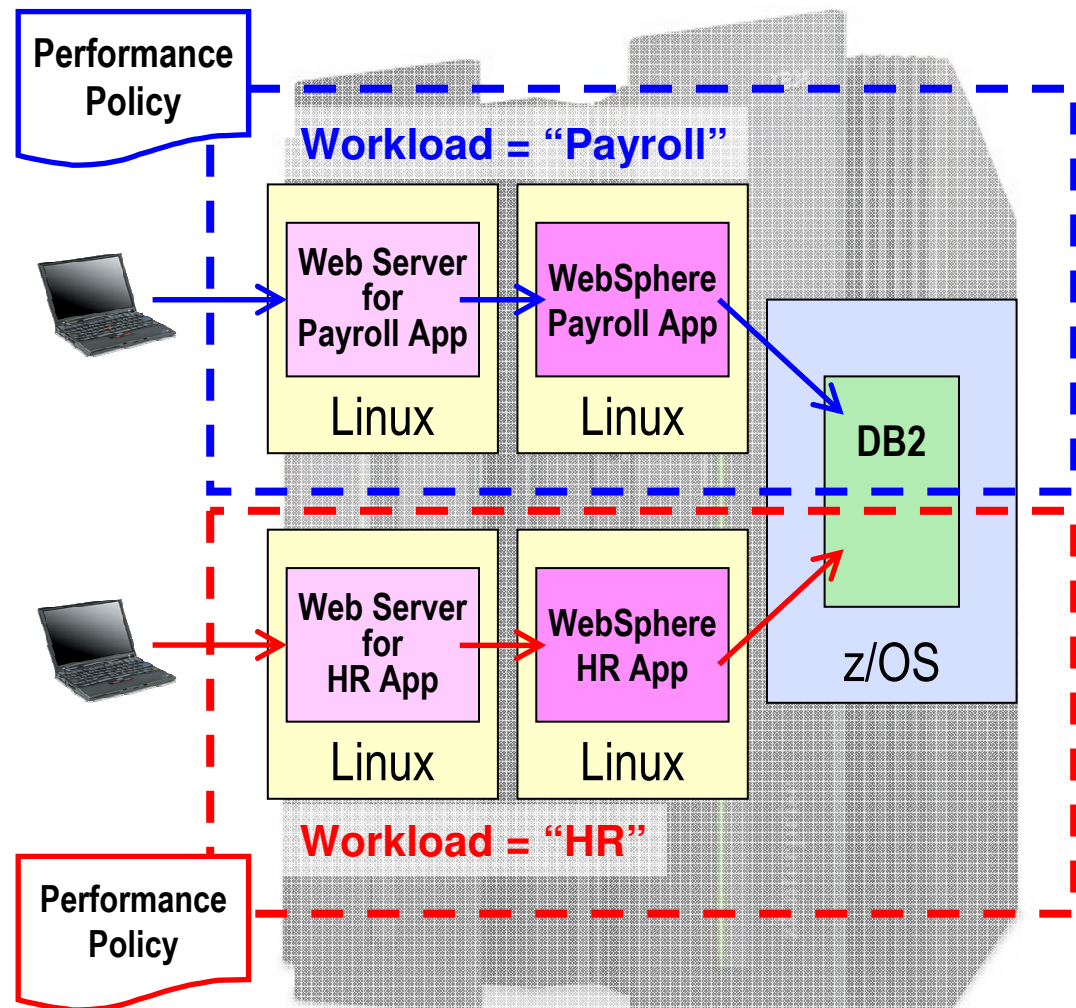 Performance
Policy
Workload = “Payroll”
Web Server
for
Payroll App
Linux
WebSphere
Payroll App
Linux
DB2
z/OS
Web Server
for
HR App
Linux
WebSphere
HR App
Linux
Workload = “HR”
Performance
Policy